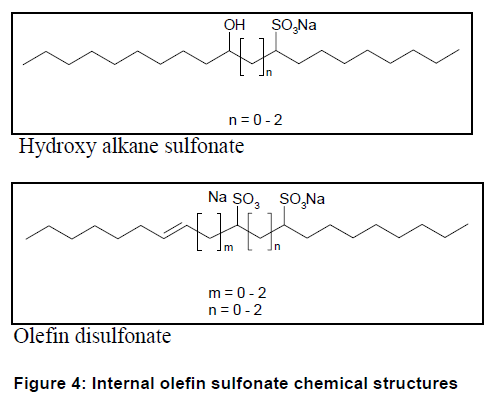 OH SO₃Na
n
n = 0 - 2
Hydroxy alkane sulfonate
Na SO₃ SO₃Na
m n
m = 0 - 2
n = 0 - 2
Olefin disulfonate
Figure 4: Internal olefin sulfonate chemical structures